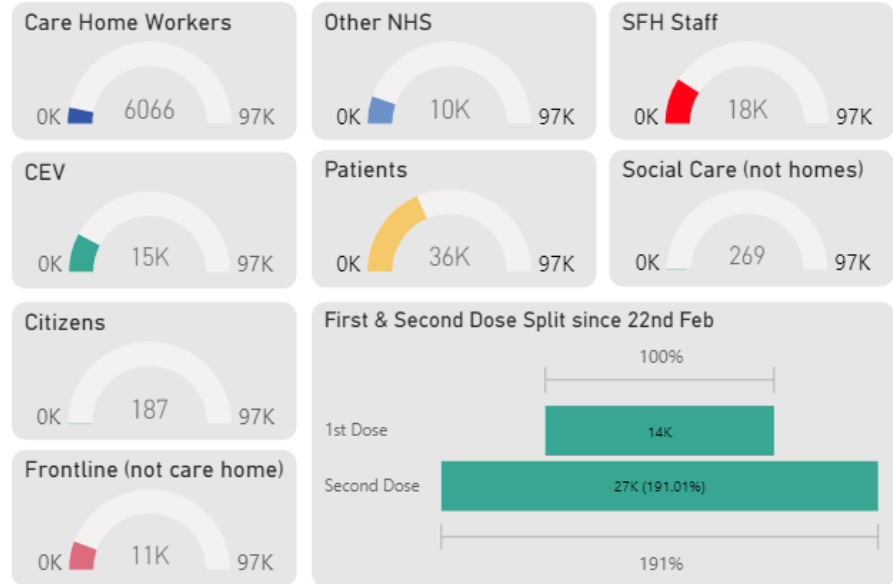 Care Home Workers
0K
6066
97K
Other NHS
0K
10K
97K
SFH Staff
0K
18K
97K
CEV
0K
15K
97K
Patients
0K
36K
97K
Social Care (not homes)
0K
269
97K
Citizens
0K
187
97K
Frontline (not care home)
0K
11K
97K
First & Second Dose Split since 22nd Feb
100%
1st Dose
14K
Second Dose
27K (191.01%)
191%